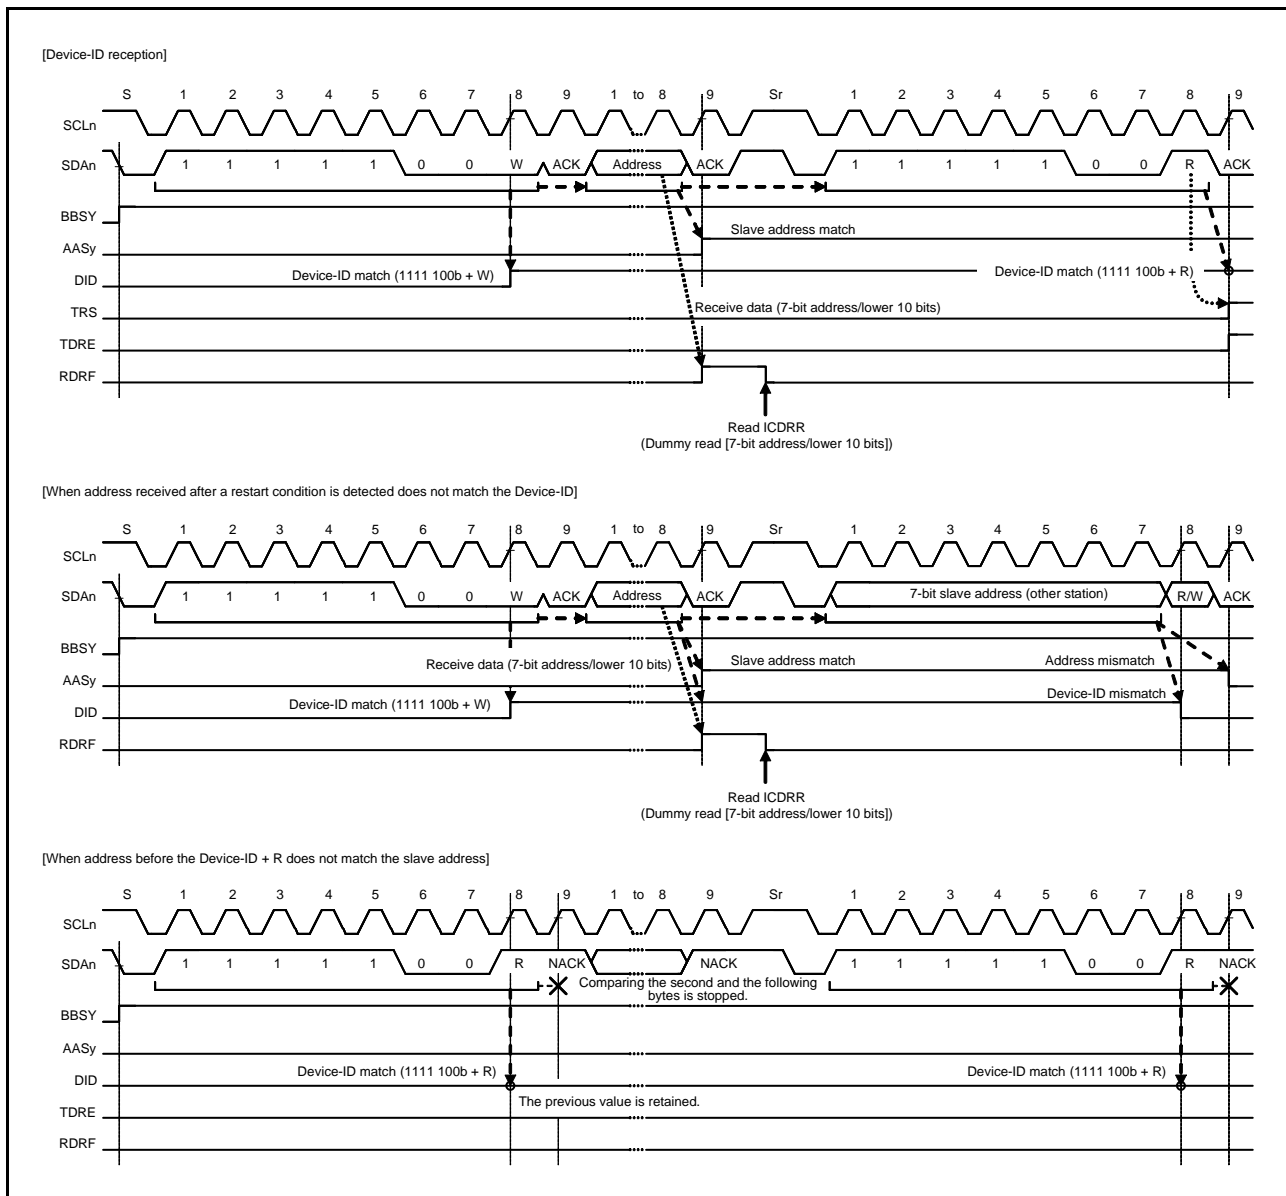 [Device-ID reception]
S 1 2 3 4 5 6 7 8 9 1 to 8 9 Sr 1 2 3 4 5 6 7 8 9
SCLn
SDAn 1 1 1 1 1 0 0 W ACK Address ACK 1 1 1 1 1 0 0 R ACK
BBSY
Slave address match
AASy
Device-ID match (1111 100b + W) Device-ID match (1111 100b + R)
DID
Receive data (7-bit address/lower 10 bits)
TRS
TDRE
RDRF
Read ICDRR
(Dummy read [7-bit address/lower 10 bits])
[When address received after a restart condition is detected does not match the Device-ID]
S 1 2 3 4 5 6 7 8 9 1 to 8 9 Sr 1 2 3 4 5 6 7 8 9
SCLn
SDAn 1 1 1 1 1 0 0 W ACK Address ACK 7-bit slave address (other station) R/W ACK
BBSY
Receive data (7-bit address/lower 10 bits) Slave address match Address mismatch
AASy
Device-ID match (1111 100b + W) Device-ID mismatch
DID
RDRF
Read ICDRR
(Dummy read [7-bit address/lower 10 bits])
[When address before the Device-ID + R does not match the slave address]
S 1 2 3 4 5 6 7 8 9 1 to 8 9 Sr 1 2 3 4 5 6 7 8 9
SCLn
SDAn 1 1 1 1 1 0 0 R NACK NACK 1 1 1 1 1 0 0 R NACK
Comparing the second and the following
bytes is stopped.
BBSY
AASy
Device-ID match (1111 100b + R) Device-ID match (1111 100b + R)
DID
The previous value is retained.
TDRE
RDRF